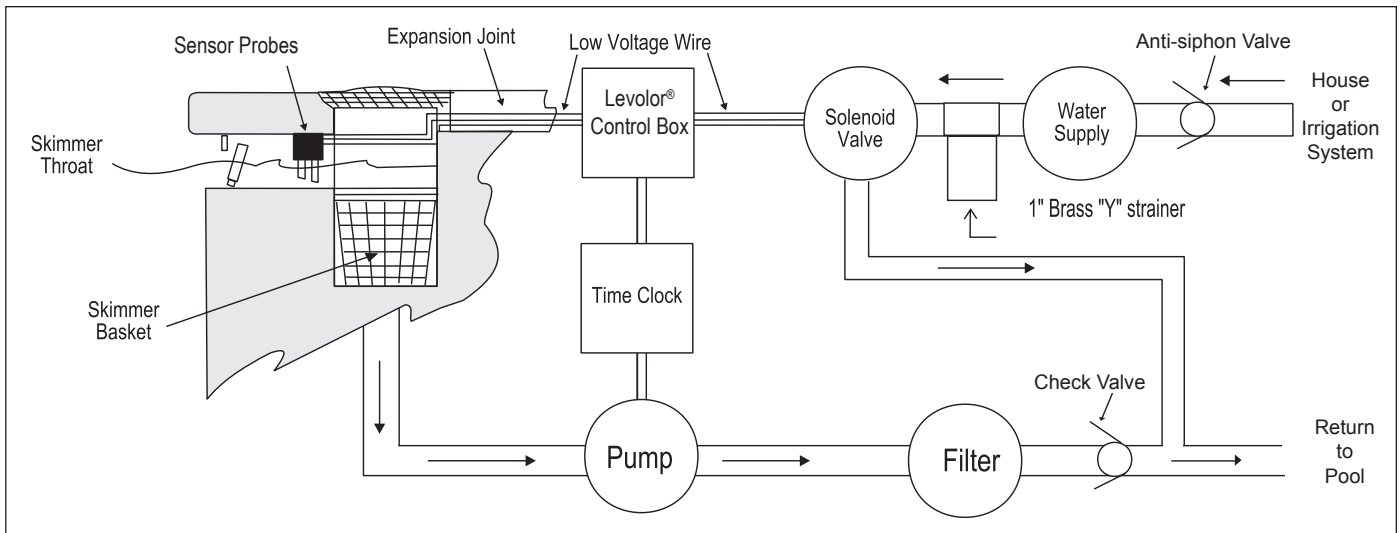 Sensor Probes
Expansion Joint
Low Voltage Wire
Anti-siphon Valve
Levolor®
Control Box
Solenoid
Valve
Water
Supply
House
or
Irrigation
System
Skimmer
Throat
1" Brass "Y" strainer
Skimmer
Basket
Time Clock
Check Valve
Pump
Filter
Return
to
Pool